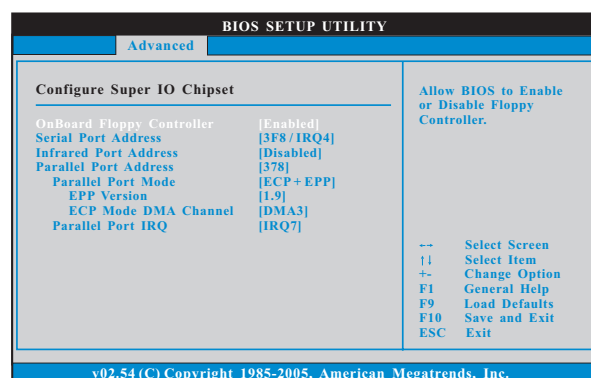 BIOS SETUP UTILITY
Advanced
Configure Super IO Chipset
OnBoard Floppy Controller [Enabled]
Serial Port Address [3F8 / IRQ4]
Infrared Port Address [Disabled]
Parallel Port Address [378]
Parallel Port Mode [ECP + EPP]
EPP Version [1.9]
ECP Mode DMA Channel [DMA3]
Parallel Port IRQ [IRQ7]
Allow BIOS to Enable
or Disable Floppy
Controller.
←→ Select Screen
↑↓ Select Item
+- Change Option
F1 General Help
F9 Load Defaults
F10 Save and Exit
ESC Exit
v02.54 (C) Copyright 1985-2005, American Megatrends, Inc.